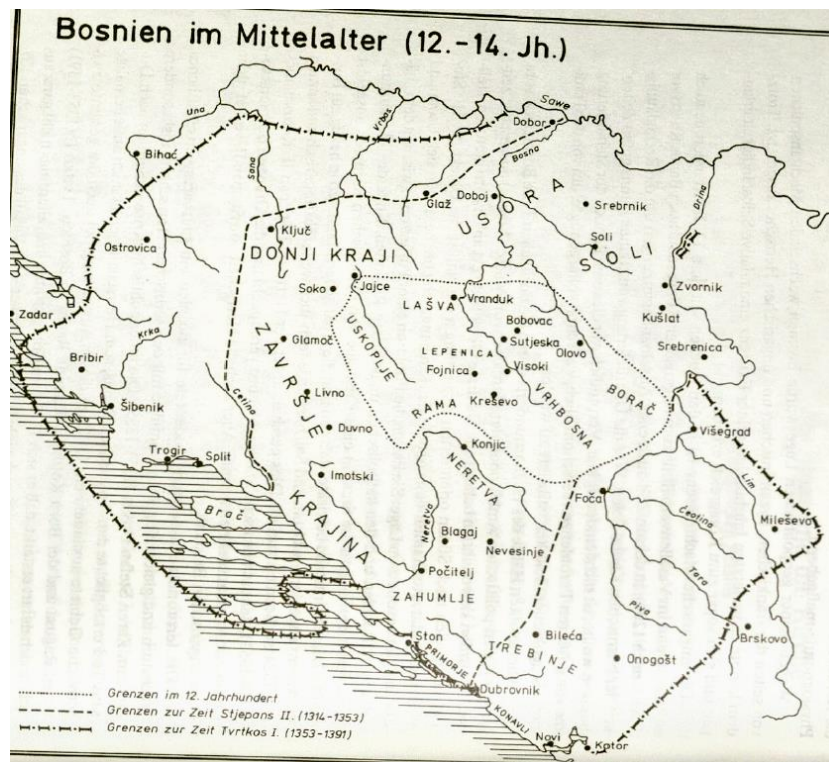 Bosnien im Mittelalter (12.-14. Jh.)
Sawe
Una
Vrbas
Dobor
Bihać
Sana
Bosna
Drina
Glaž
Doboj
USORA
Srebrnik
Ključ
Soli
SOLI
Ostrovica
DONJI KRAJI
Soko
Jajce
Zvornik
LAŠVA
Vranduk
Kušlat
Zadar
Krka
Bobovac
USKOPLJE
Glamoč
ZAVRŠJE
LEPENICA
Sutjeska
Olovo
Srebrenica
Bribir
Fojnica
Visoki
Cetina
Livno
Kreševo
VRHBOSNA
BORAČ
Šibenik
RAMA
Duvno
Višegrad
Trogir
Split
Konjic
Imotski
NERETVA
Foča
Lim
Brač
KRAJINA
Neretva
Ćeotina
Mileševo
Blagaj
Nevesinje
Počitelj
Tara
ZAHUMLJE
Piva
Ston
PRIMORJE
TREBINJE
Bileća
Brskovo
Onogošt
Dubrovnik
KONAVLI
Novi
Kotor
Grenzen im 12. Jahrhundert
Grenzen zur Zeit Stjepans II. (1314-1353)
Grenzen zur Zeit Tvrtkos I. (1353-1391)